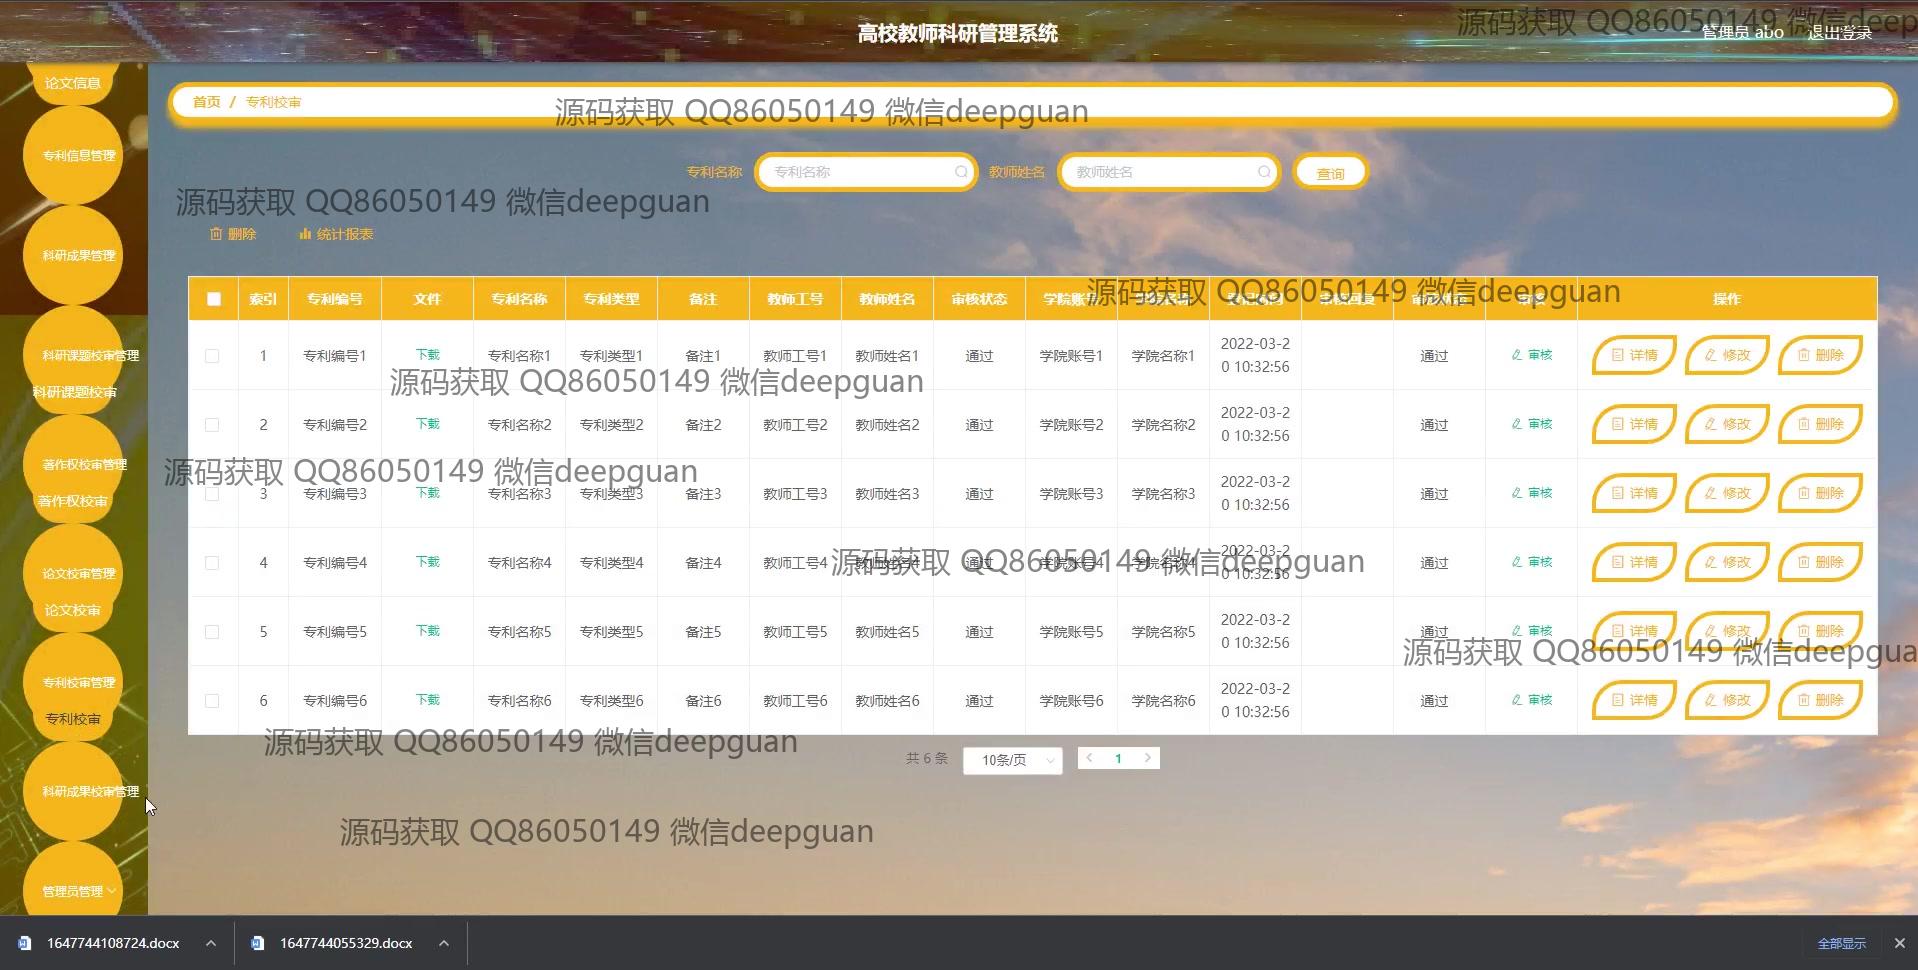 高校教师科研管理系统
管理员 abo
退出登录
源码获取 QQ86050149 微信deep
论文信息
专利信息管理
科研成果管理
科研课题校审管理
科研课题校审
著作权校审管理
著作权校审
论文校审管理
论文校审
专利校审管理
专利校审
科研成果校审管理
管理员管理
首页 / 专利校审
源码获取 QQ86050149 微信deepguan
专利名称 专利名称 教师姓名 教师姓名 查询
源码获取 QQ86050149 微信deepguan
删除 统计报表
源码获取 QQ86050149 微信deepguan
索引 专利编号 文件 专利名称 专利类型 备注 教师工号 教师姓名 审核状态 学院账号 操作
1 专利编号1 下载 专利名称1 专利类型1 备注1 教师工号1 教师姓名1 通过 学院账号1 学院名称1 2022-03-2 通过 审核 详情 修改 删除
0 10:32:56
源码获取 QQ86050149 微信deepguan
2 专利编号2 下载 专利名称2 专利类型2 备注2 教师工号2 教师姓名2 通过 学院账号2 学院名称2 2022-03-2 通过 审核 详情 修改 删除
0 10:32:56
源码获取 QQ86050149 微信deepguan
3 专利编号3 下载 专利名称3 专利类型3 备注3 教师工号3 教师姓名3 通过 学院账号3 学院名称3 2022-03-2 通过 审核 详情 修改 删除
0 10:32:56
4 专利编号4 下载 专利名称4 专利类型4 备注4 教师工号4 教师姓名4 通过 学院账号4 学院名称4 2022-03-2 通过 审核 详情 修改 删除
0 10:32:56
源码获取 QQ86050149 微信deepguan
5 专利编号5 下载 专利名称5 专利类型5 备注5 教师工号5 教师姓名5 通过 学院账号5 学院名称5 2022-03-2 通过 审核 详情 修改 删除
0 10:32:56
源码获取 QQ86050149 微信deepgua
6 专利编号6 下载 专利名称6 专利类型6 备注6 教师工号6 教师姓名6 通过 学院账号6 学院名称6 2022-03-2 通过 审核 详情 修改 删除
0 10:32:56
源码获取 QQ86050149 微信deepguan
共 6 条 10条/页 1
源码获取 QQ86050149 微信deepguan
1647744108724.docx
1647744055329.docx
全部显示